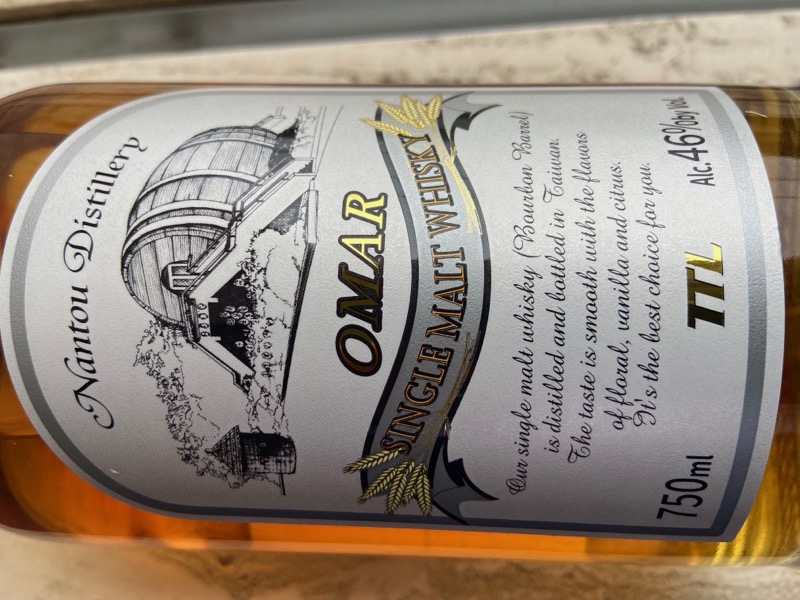 Nantou Distillery
OMAR
SINGLE MALT WHISKY
Our single malt whisky (Bourbon Barrel)
is distilled and bottled in Taiwan.
The taste is smooth with the flavors
of floral, vanilla and citrus.
It's the best choice for you.
750ml TTL Alc.46%by Vol.